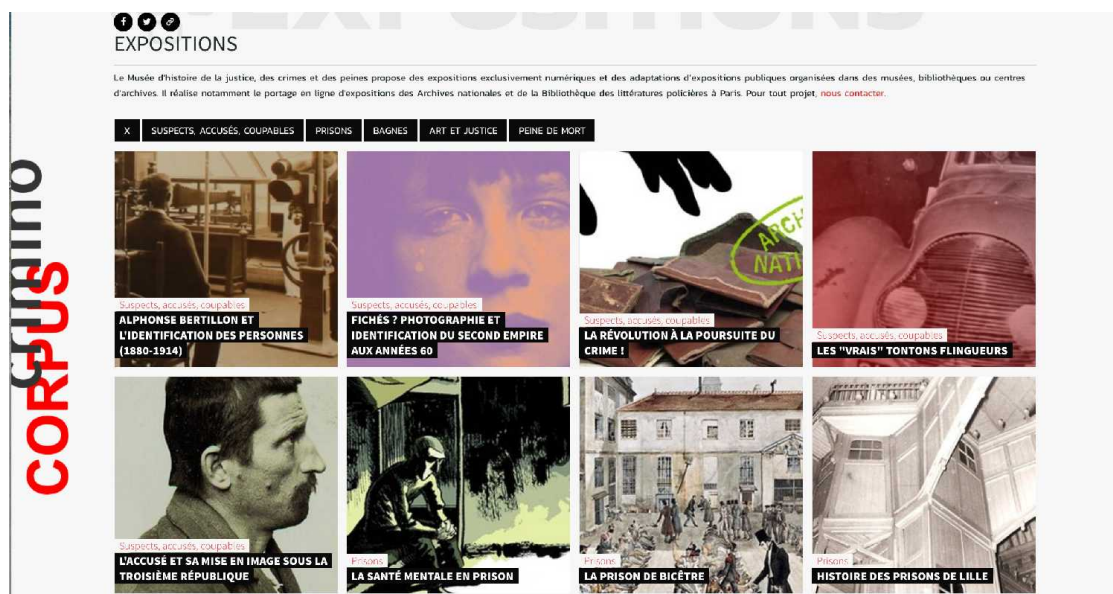 EXPOSITIONS
EXPOSITIONS
Le Musée d'histoire de la justice, des crimes et des peines propose des expositions exclusivement numériques et des adaptations d'expositions publiques organisées dans des musées, bibliothèques ou centres
d'archives. Il réalise notamment le portage en ligne d'expositions des Archives nationales et de la Bibliothèque des littératures policières à Paris. Pour tout projet, nous contacter.
X SUSPECTS, ACCUSÉS, COUPABLES PRISONS BAGNES ART ET JUSTICE PEINE DE MORT
crimino
CORPUS
Suspects, accusés, coupables
ALPHONSE BERTILLON ET
L'IDENTIFICATION DES PERSONNES
(1880-1914)
Suspects, accusés, coupables
FICHÉS ? PHOTOGRAPHIE ET
IDENTIFICATION DU SECOND EMPIRE
AUX ANNÉES 60
ARCH
NATI
Suspects, accusés, coupables
LA RÉVOLUTION À LA POURSUITE DU
CRIME !
Suspects, accusés, coupables
LES "VRAIS" TONTONS FLINGUEURS
Suspects, accusés, coupables
L'ACCUSÉ ET SA MISE EN IMAGE SOUS LA
TROISIÈME RÉPUBLIQUE
Prisons
LA SANTÉ MENTALE EN PRISON
Prisons
LA PRISON DE BICÊTRE
Prisons
HISTOIRE DES PRISONS DE LILLE